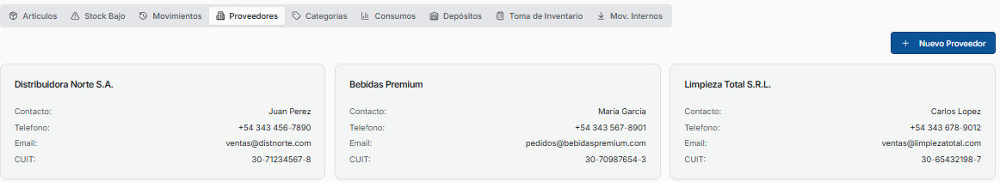 Articulos Stock Bajo Movimientos Proveedores Categorías Consumos Depósitos Toma de Inventario Mov. Internos
+ Nuevo Proveedor
Distribuidora Norte S.A.
Contacto: Juan Perez
Telefono: +54 343 456-7890
Email: ventas@distnorte.com
CUIT: 30-71234567-8
Bebidas Premium
Contacto: Maria Garcia
Telefono: +54 343 567-8901
Email: pedidos@bebidaspremium.com
CUIT: 30-70987654-3
Limpieza Total S.R.L.
Contacto: Carlos Lopez
Telefono: +54 343 678-9012
Email: ventas@limpiezatotal.com
CUIT: 30-65432198-7